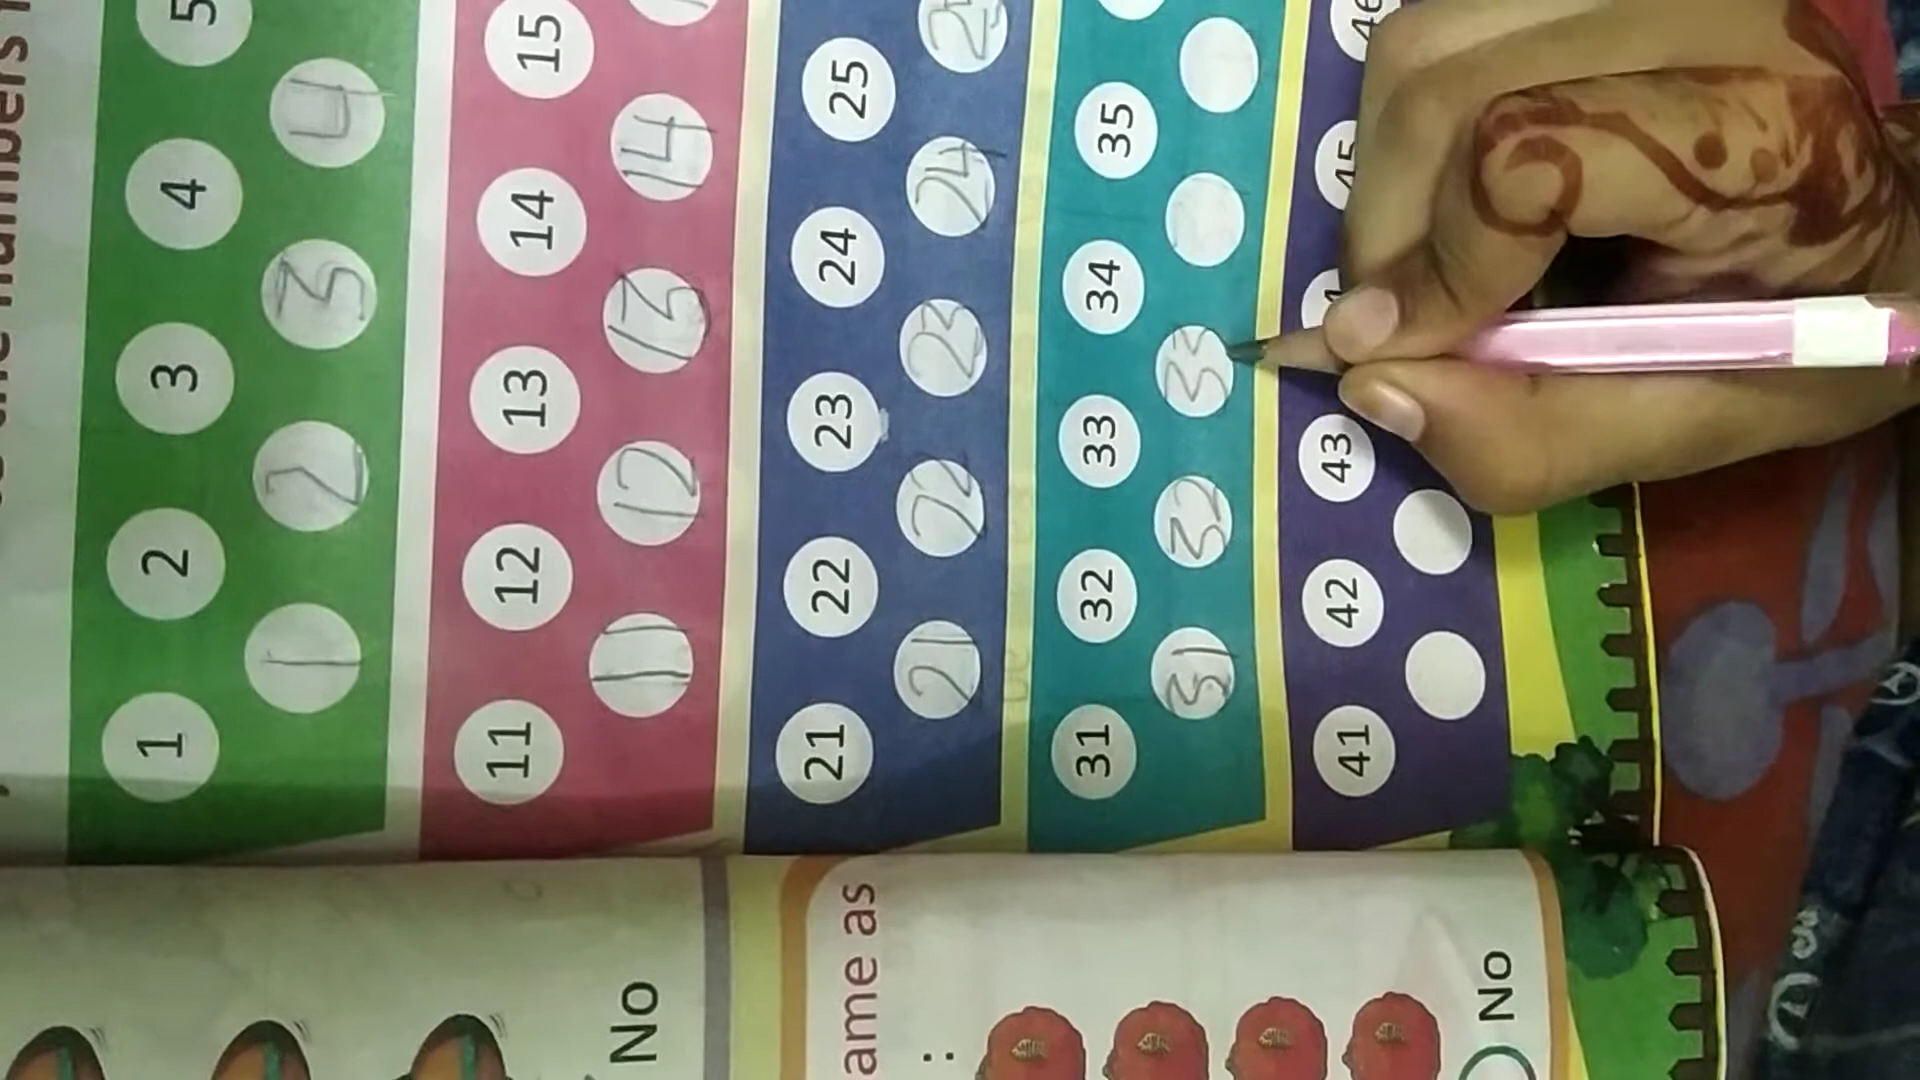 the numbers
1 2 3 4 5
1 2 3 4
11 12 13 14 15
11 12 13 14
21 22 23 24 25
21 22 23 24
31 32 33 34 35
31 32 33
41 42 43 45 46
No
ame as
:
No